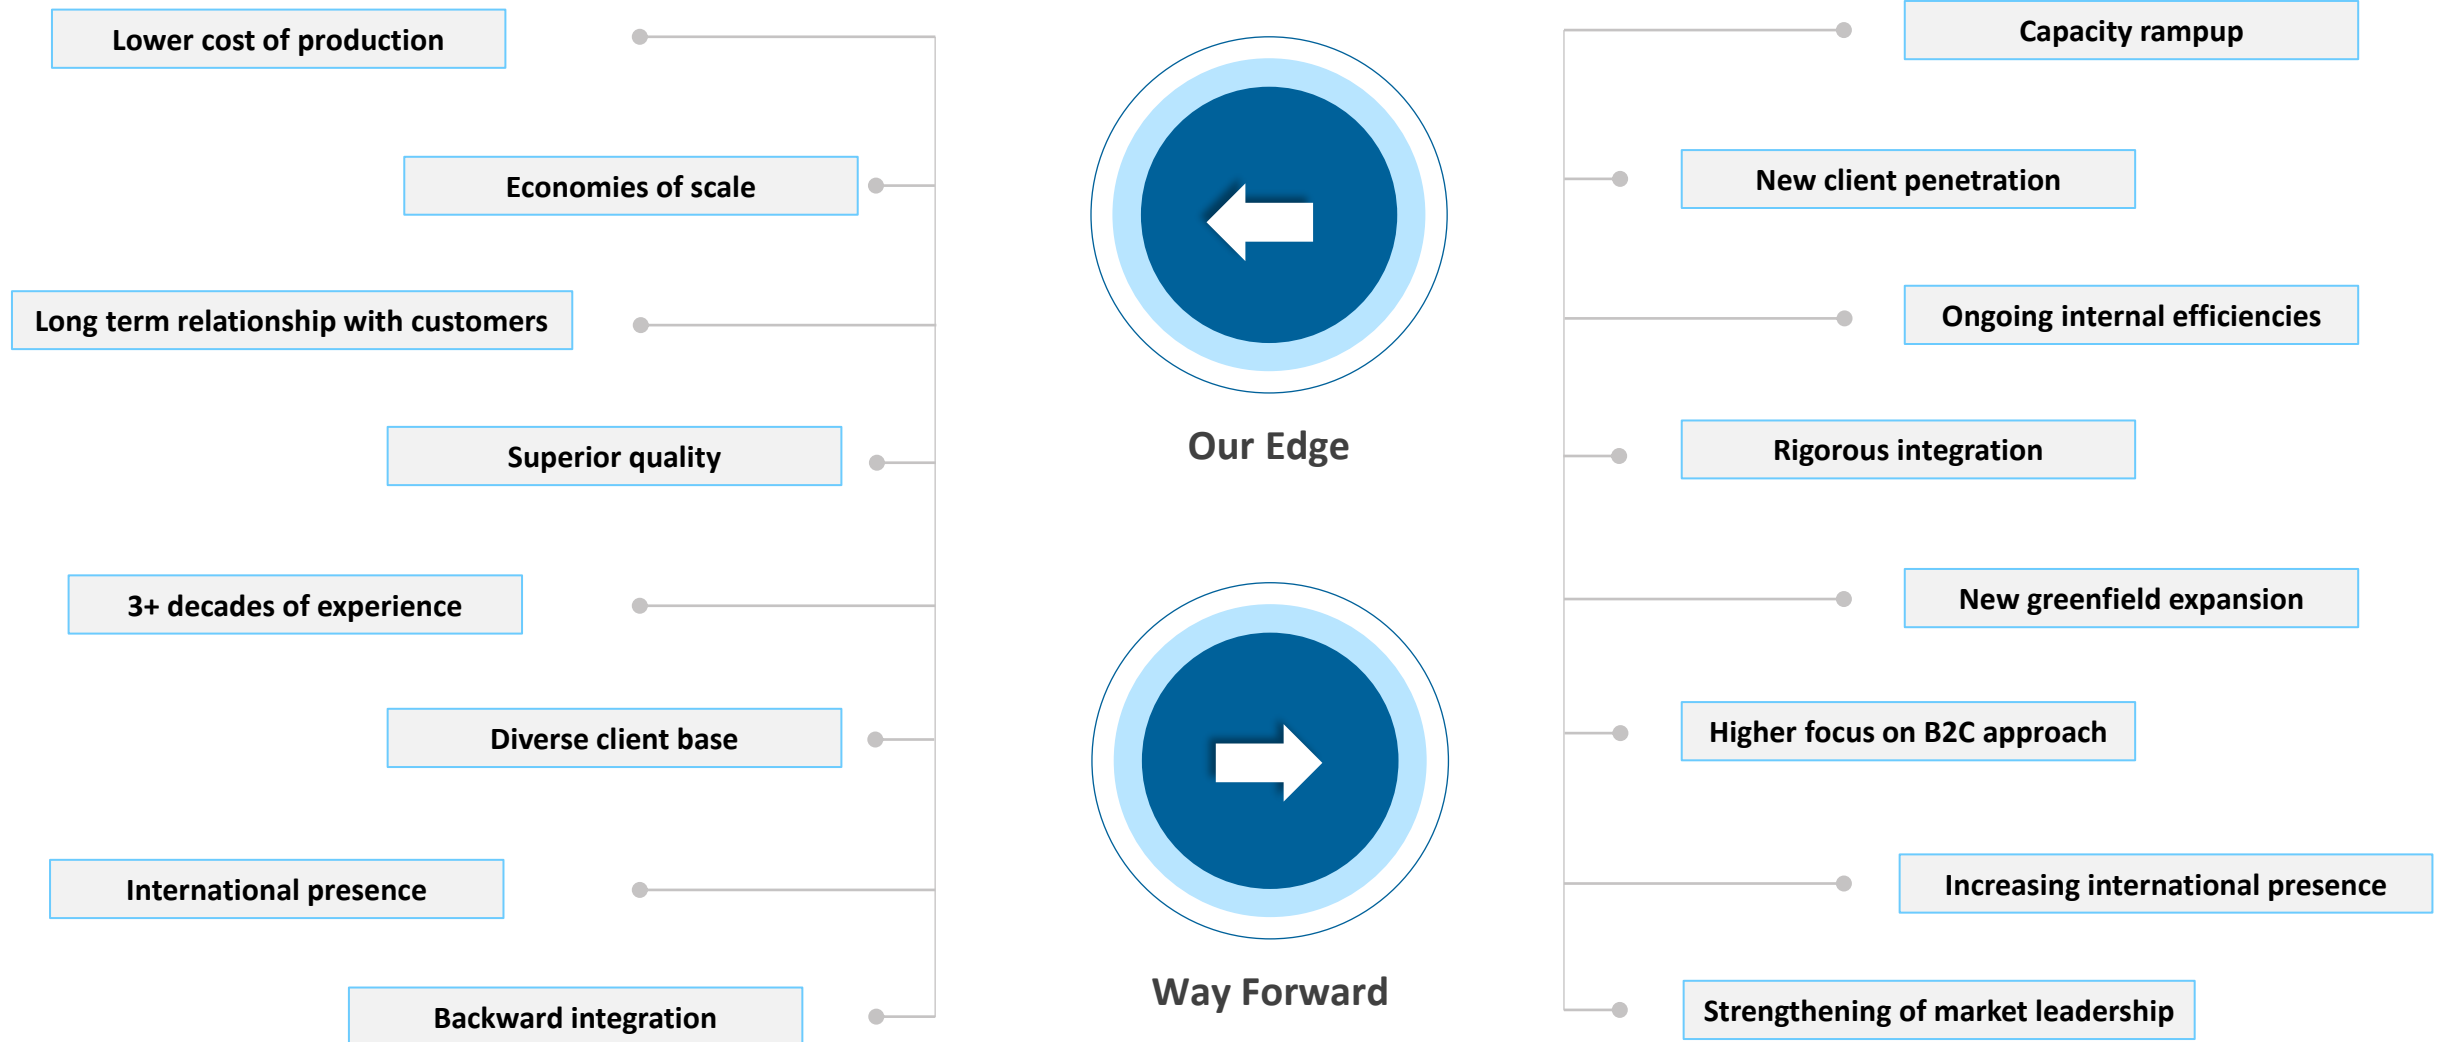 Lower cost of production
Economies of scale
Long term relationship with customers
Superior quality
3+ decades of experience
Diverse client base
International presence
Backward integration
Our Edge
Way Forward
Capacity rampup
New client penetration
Ongoing internal efficiencies
Rigorous integration
New greenfield expansion
Higher focus on B2C approach
Increasing international presence
Strengthening of market leadership